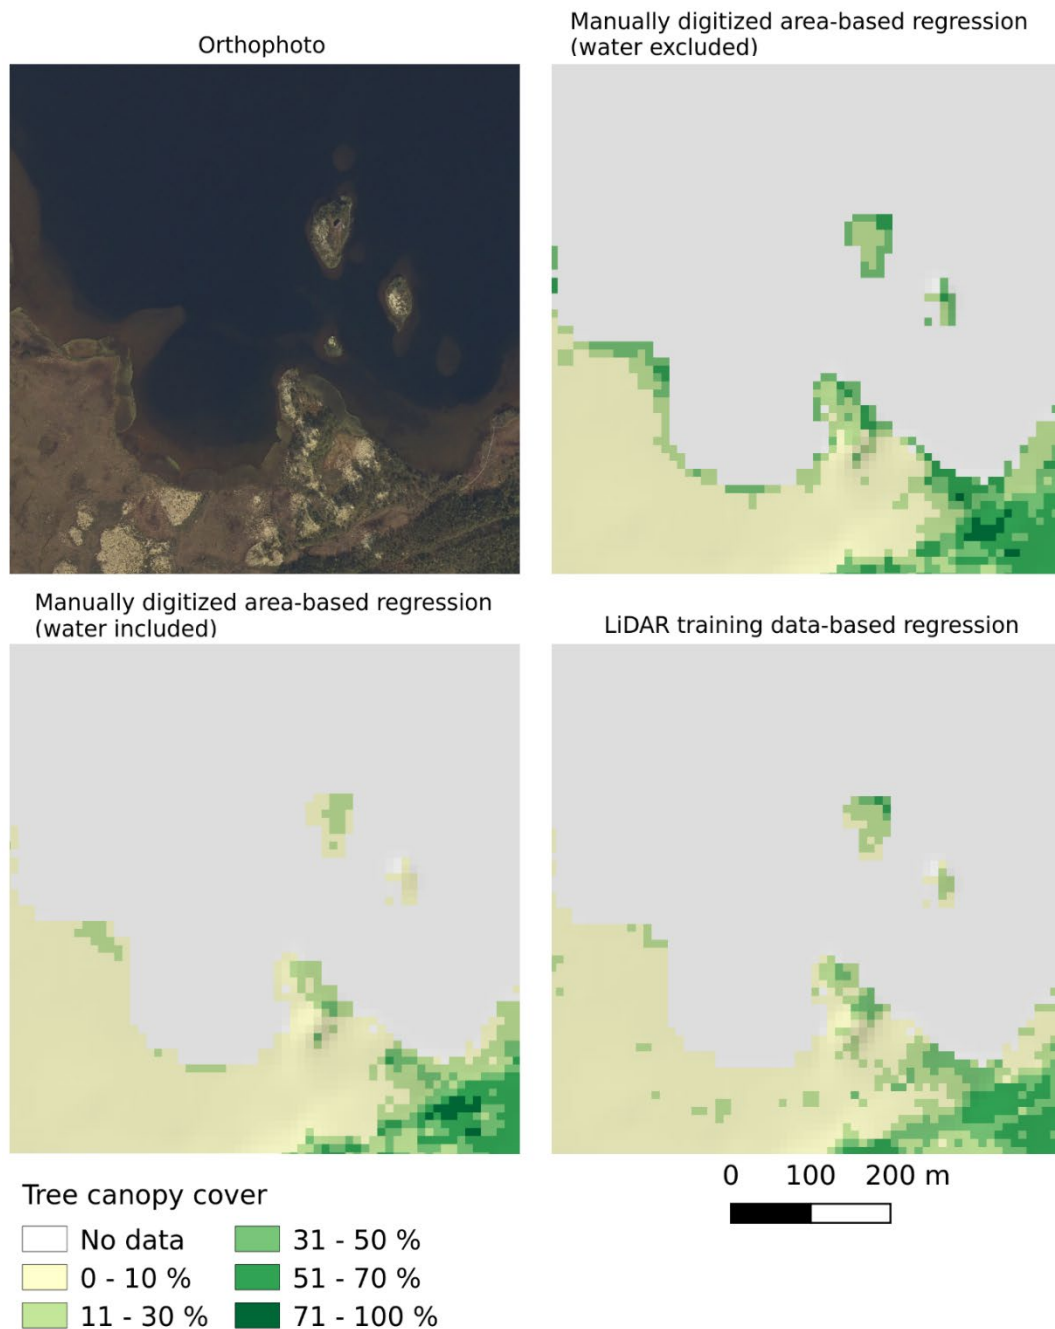 Orthophoto
Manually digitized area-based regression
(water excluded)
Manually digitized area-based regression
(water included)
LiDAR training data-based regression
0 100 200 m
Tree canopy cover
No data
0 - 10 %
11 - 30 %
31 - 50 %
51 - 70 %
71 - 100 %